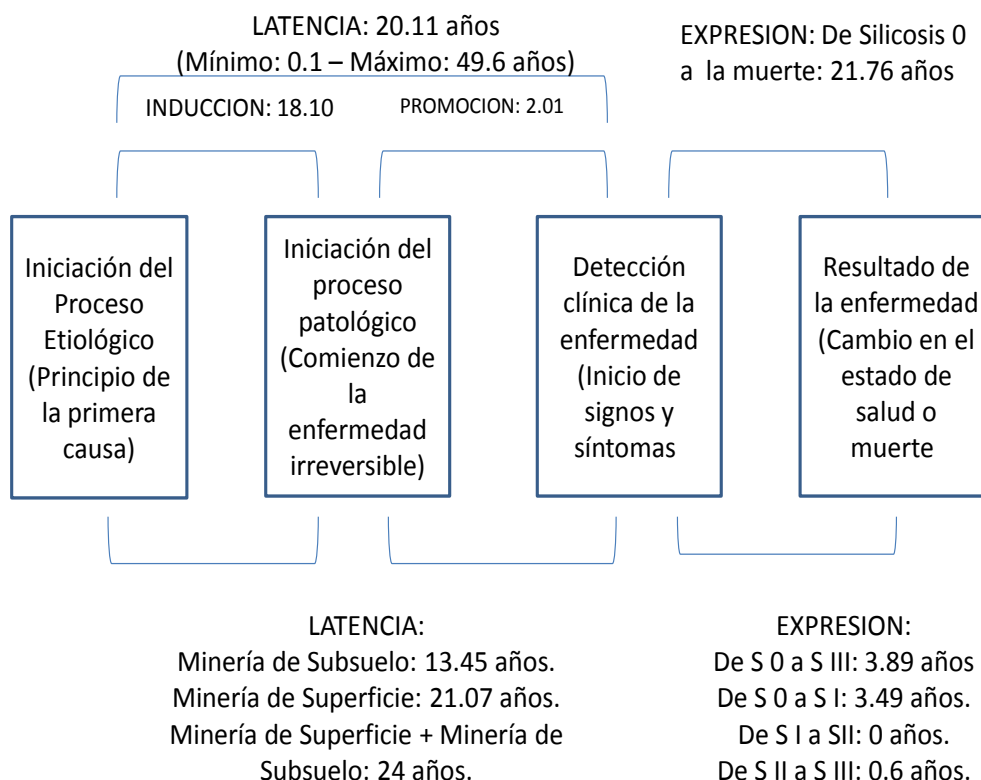 LATENCIA: 20.11 años
(Mínimo: 0.1 – Máximo: 49.6 años)
EXPRESION: De Silicosis 0
a la muerte: 21.76 años
INDUCCION: 18.10
PROMOCION: 2.01
Iniciación del
Proceso
Etiológico
(Principio de
la primera
causa)
Iniciación del
proceso
patológico
(Comienzo de
la
enfermedad
irreversible)
Detección
clínica de la
enfermedad
(Inicio de
signos y
síntomas
Resultado de
la enfermedad
(Cambio en el
estado de
salud o
muerte
LATENCIA:
Minería de Subsuelo: 13.45 años.
Minería de Superficie: 21.07 años.
Minería de Superficie + Minería de
Subsuelo: 24 años.
EXPRESION:
De S 0 a S III: 3.89 años
De S 0 a S I: 3.49 años.
De S I a SII: 0 años.
De S II a S III: 0.6 años.